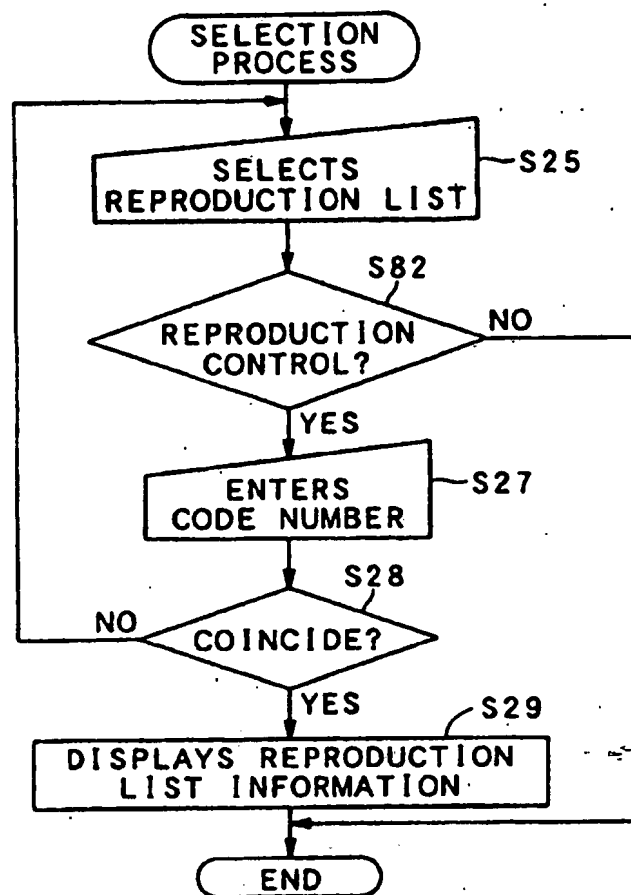 SELECTION
PROCESS
SELECTS
REPRODUCTION LIST
S25
S82
REPRODUCTION
CONTROL?
NO
YES
ENTERS
CODE NUMBER
S27
S28
NO
COINCIDE?
YES
S29
DISPLAYS REPRODUCTION
LIST INFORMATION
END